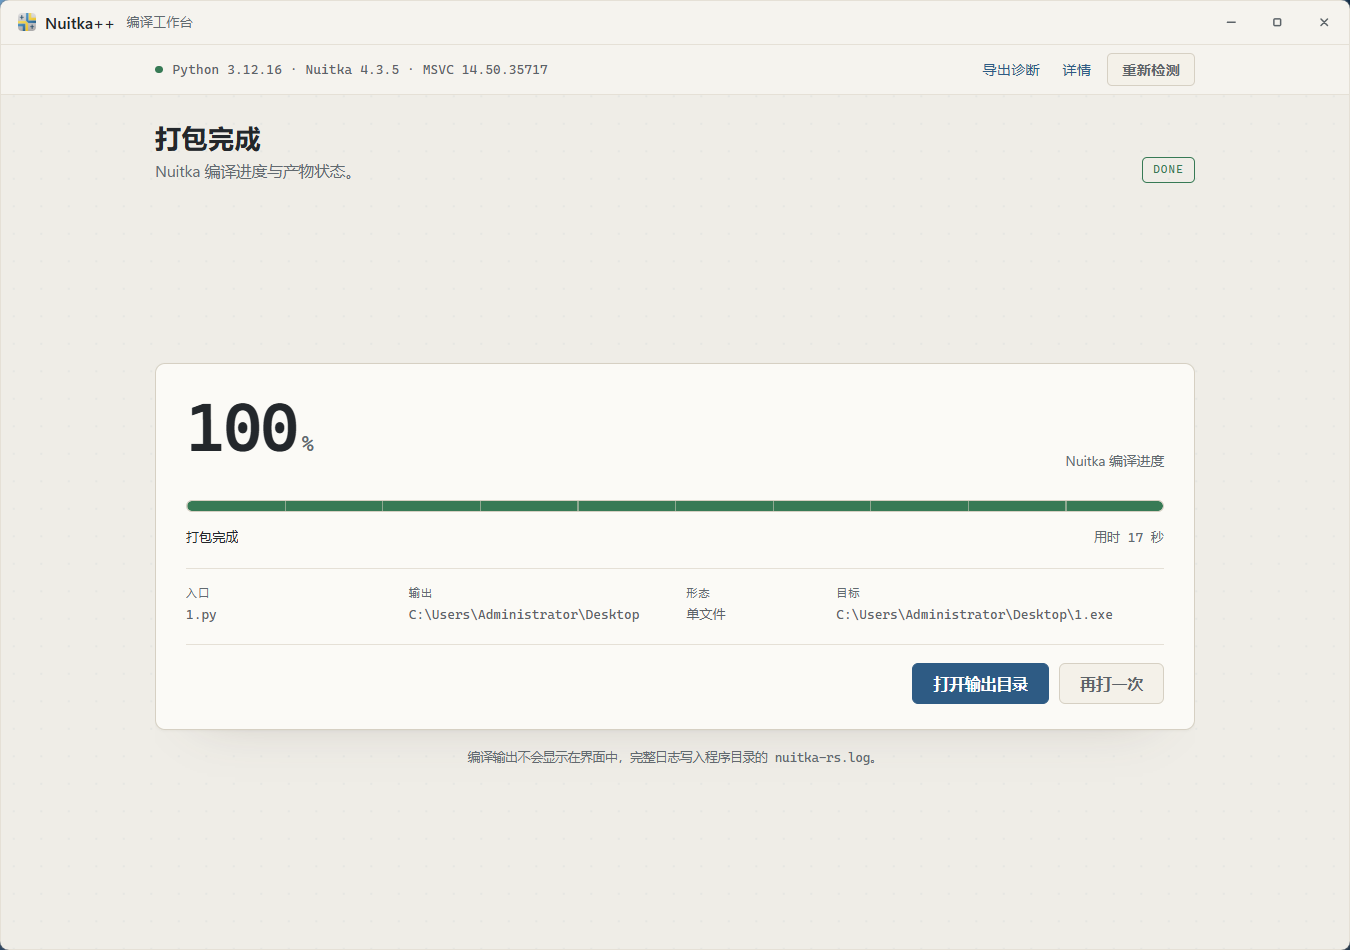 Nuitka++ 编译工作台
Python 3.12.16 · Nuitka 4.3.5 · MSVC 14.50.35717 导出诊断 详情 重新检测
打包完成
Nuitka 编译进度与产物状态。
DONE
100%
Nuitka 编译进度
打包完成 用时 17 秒
入口 输出 形态 目标
1.py C:\Users\Administrator\Desktop 单文件 C:\Users\Administrator\Desktop\1.exe
打开输出目录 再打一次
编译输出不会显示在界面中，完整日志写入程序目录的 nuitka-rs.log。